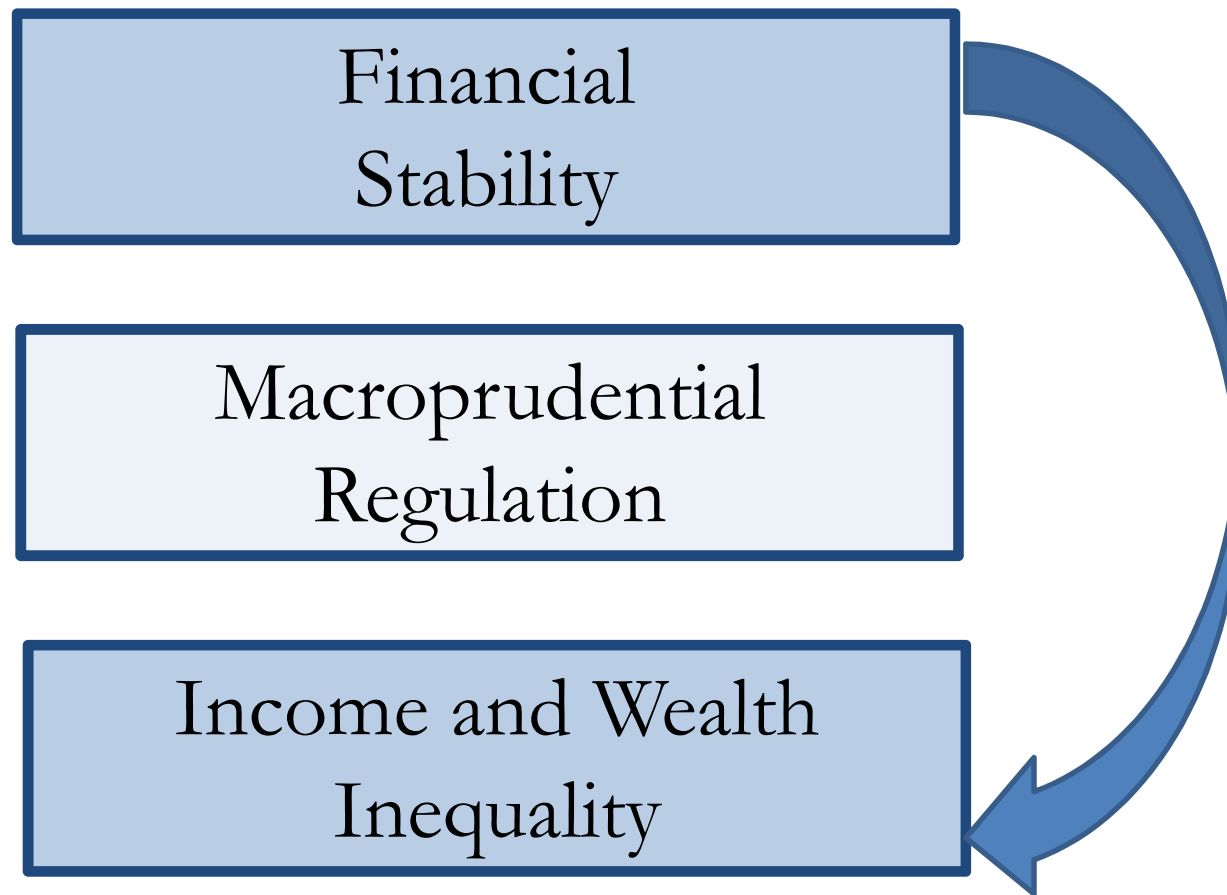 Financial
Stability
Macroprudential
Regulation
Income and Wealth
Inequality